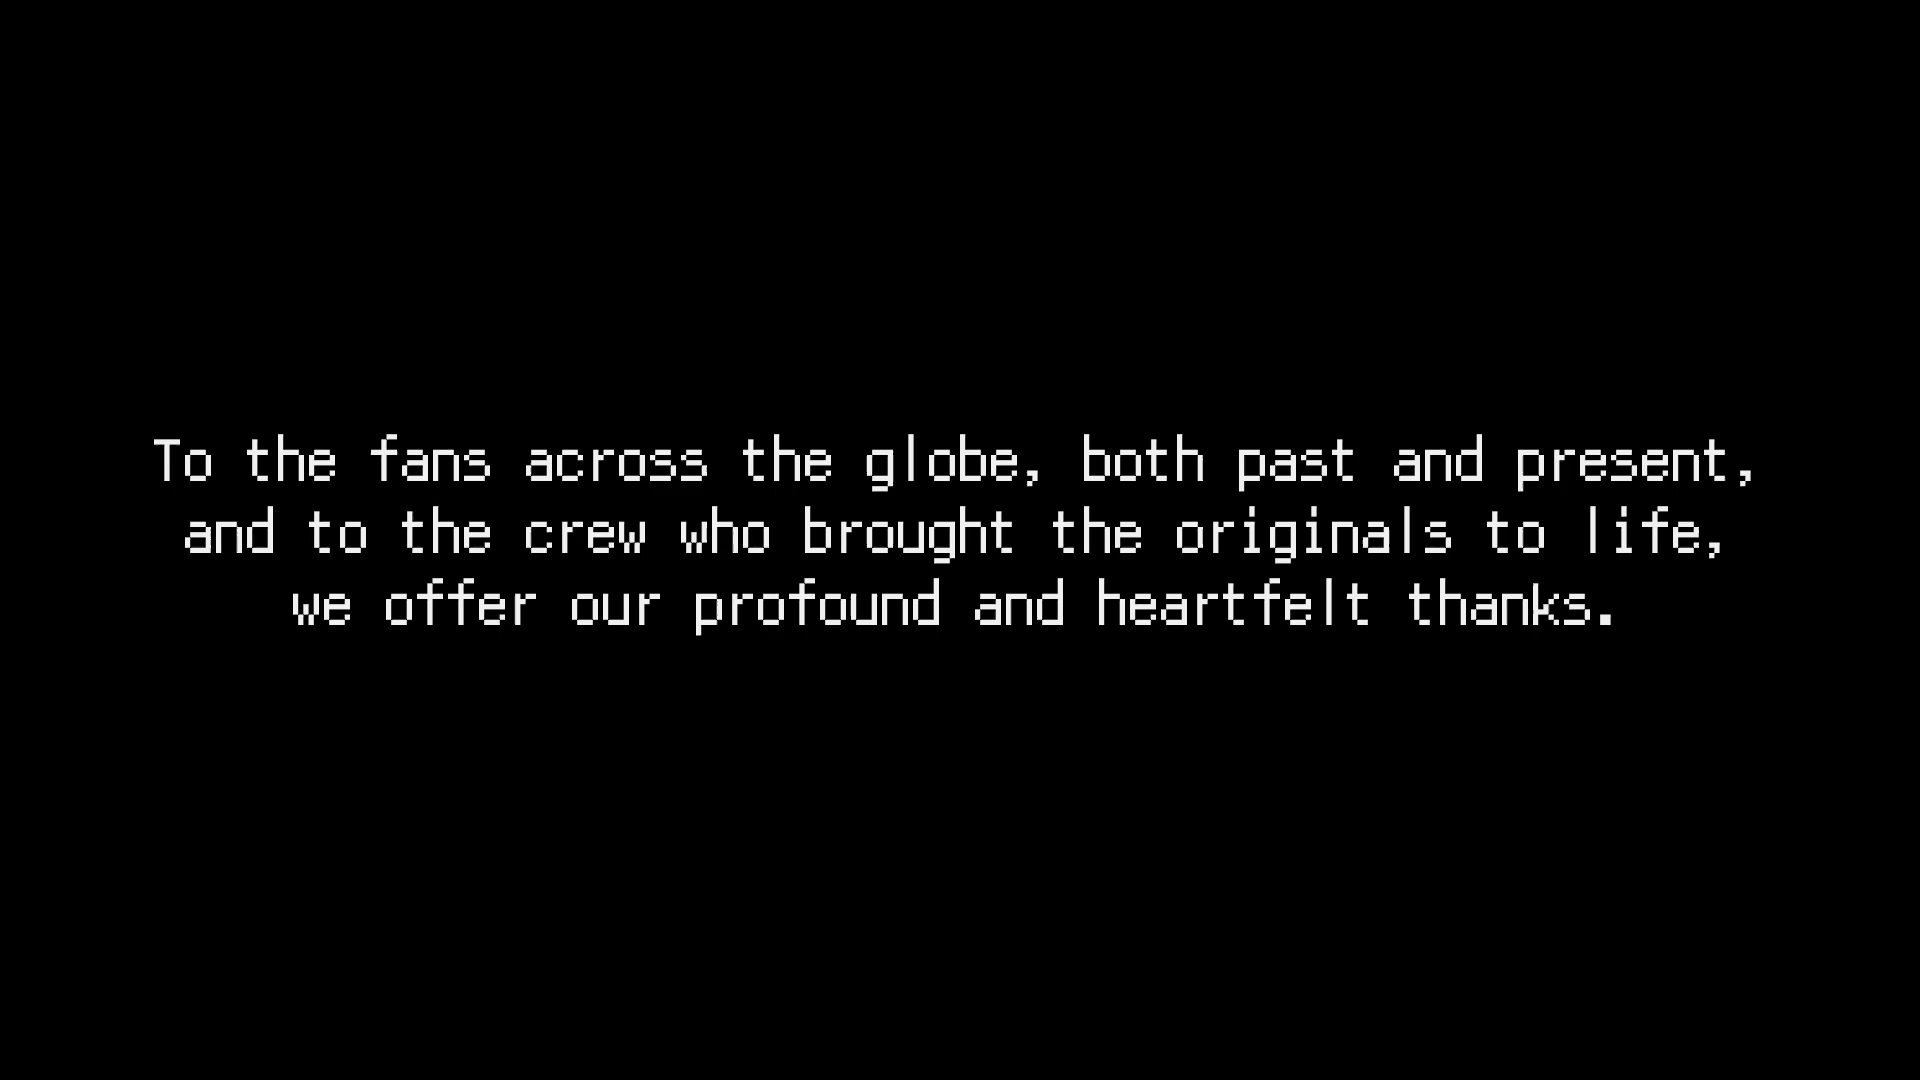 To the fans across the globe, both past and present,
and to the crew who brought the originals to life,
we offer our profound and heartfelt thanks.